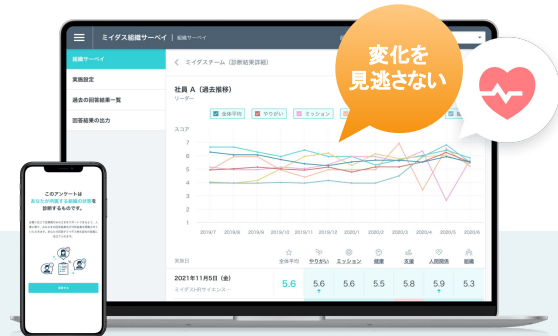 ミイダス組織サーベイ | 組織サーベイ
変化を
見逃さない
組織サーベイ
実施設定
過去の回答結果一覧
回答結果の出力
< ミイダスチーム（診断結果詳細）
社員 A（過去推移）
リーダー
全体平均 やりがい ミッション
スコア
7
6
5
4
3
2
1
2019/7 2019/8 2019/9 2019/10 2019/11 2019/12 2020/1 2020/2 2020/3 2020/4 2020/5 2020/6
実施日 全体平均 やりがい ミッション 健康 支援 人間関係 組織
2021年11月5日（金） 5.6 5.6 5.6 5.5 5.8 5.9 5.3
ミイダスHRサイエンス
このアンケートは
あなたが所属する組織の状態を
診断するものです。